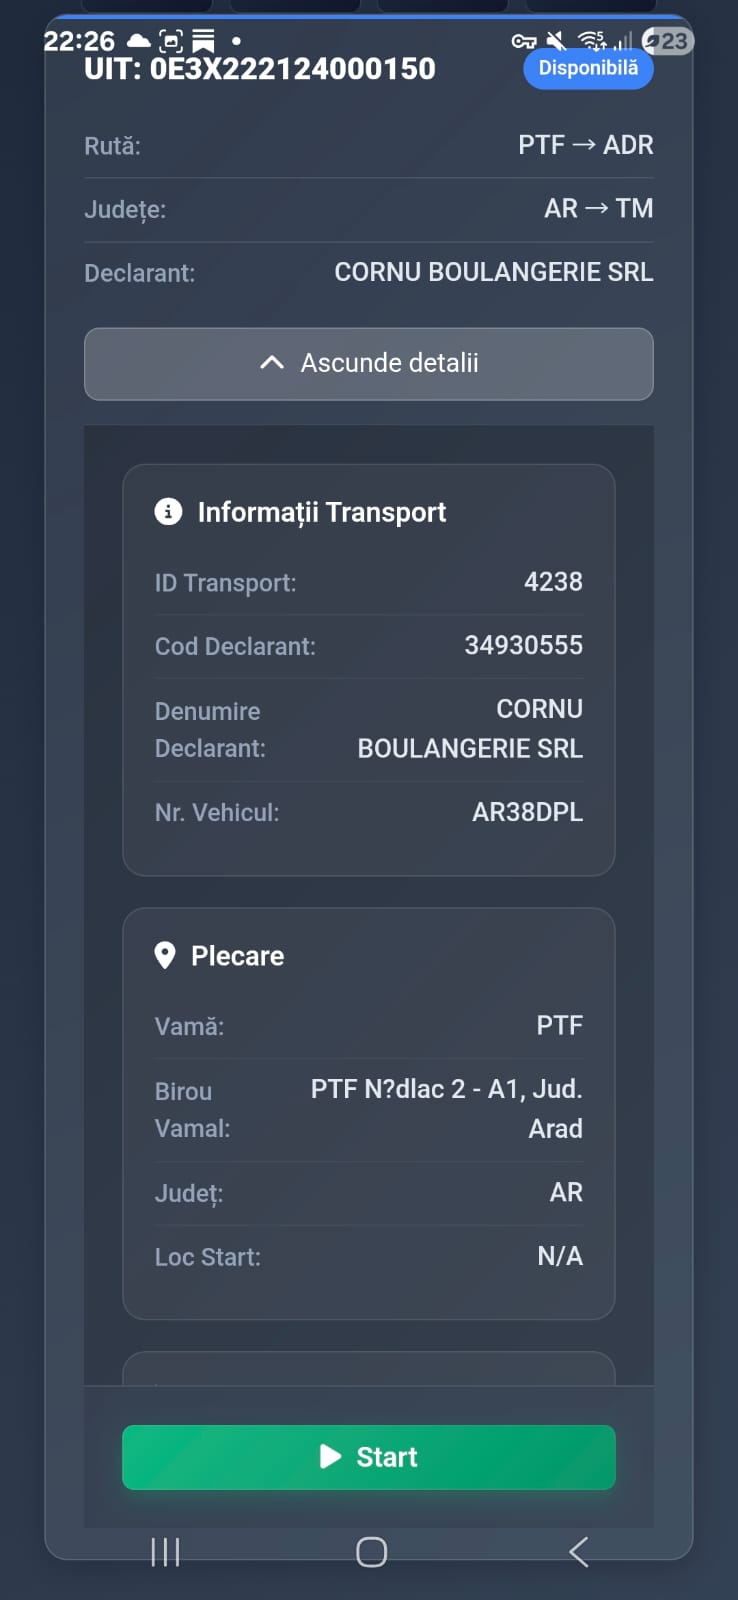 22:26
23
UIT: 0E3X222124000150
Disponibilă
Rută: PTF → ADR
Județe: AR → TM
Declarant: CORNU BOULANGERIE SRL
Ascunde detalii
Informații Transport
ID Transport: 4238
Cod Declarant: 34930555
Denumire CORNU
Declarant: BOULANGERIE SRL
Nr. Vehicul: AR38DPL
Plecare
Vamă: PTF
Birou PTF N?dlac 2 - A1, Jud.
Vamal: Arad
Județ: AR
Loc Start: N/A
Start